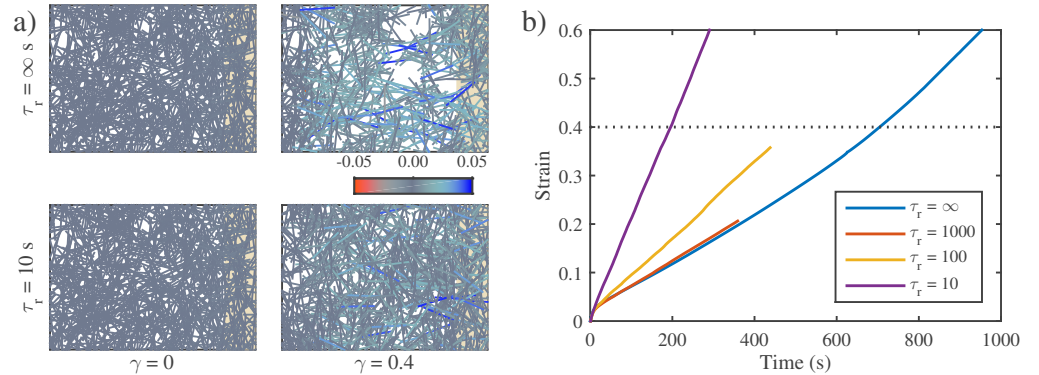 a)
τr = ∞ s
-0.05 0.00 0.05
τr = 10 s
γ = 0
γ = 0.4
b)
Strain
0.6
0.5
0.4
0.3
0.2
0.1
0
0 200 400 600 800 1000
Time (s)
τr = ∞
τr = 1000
τr = 100
τr = 10